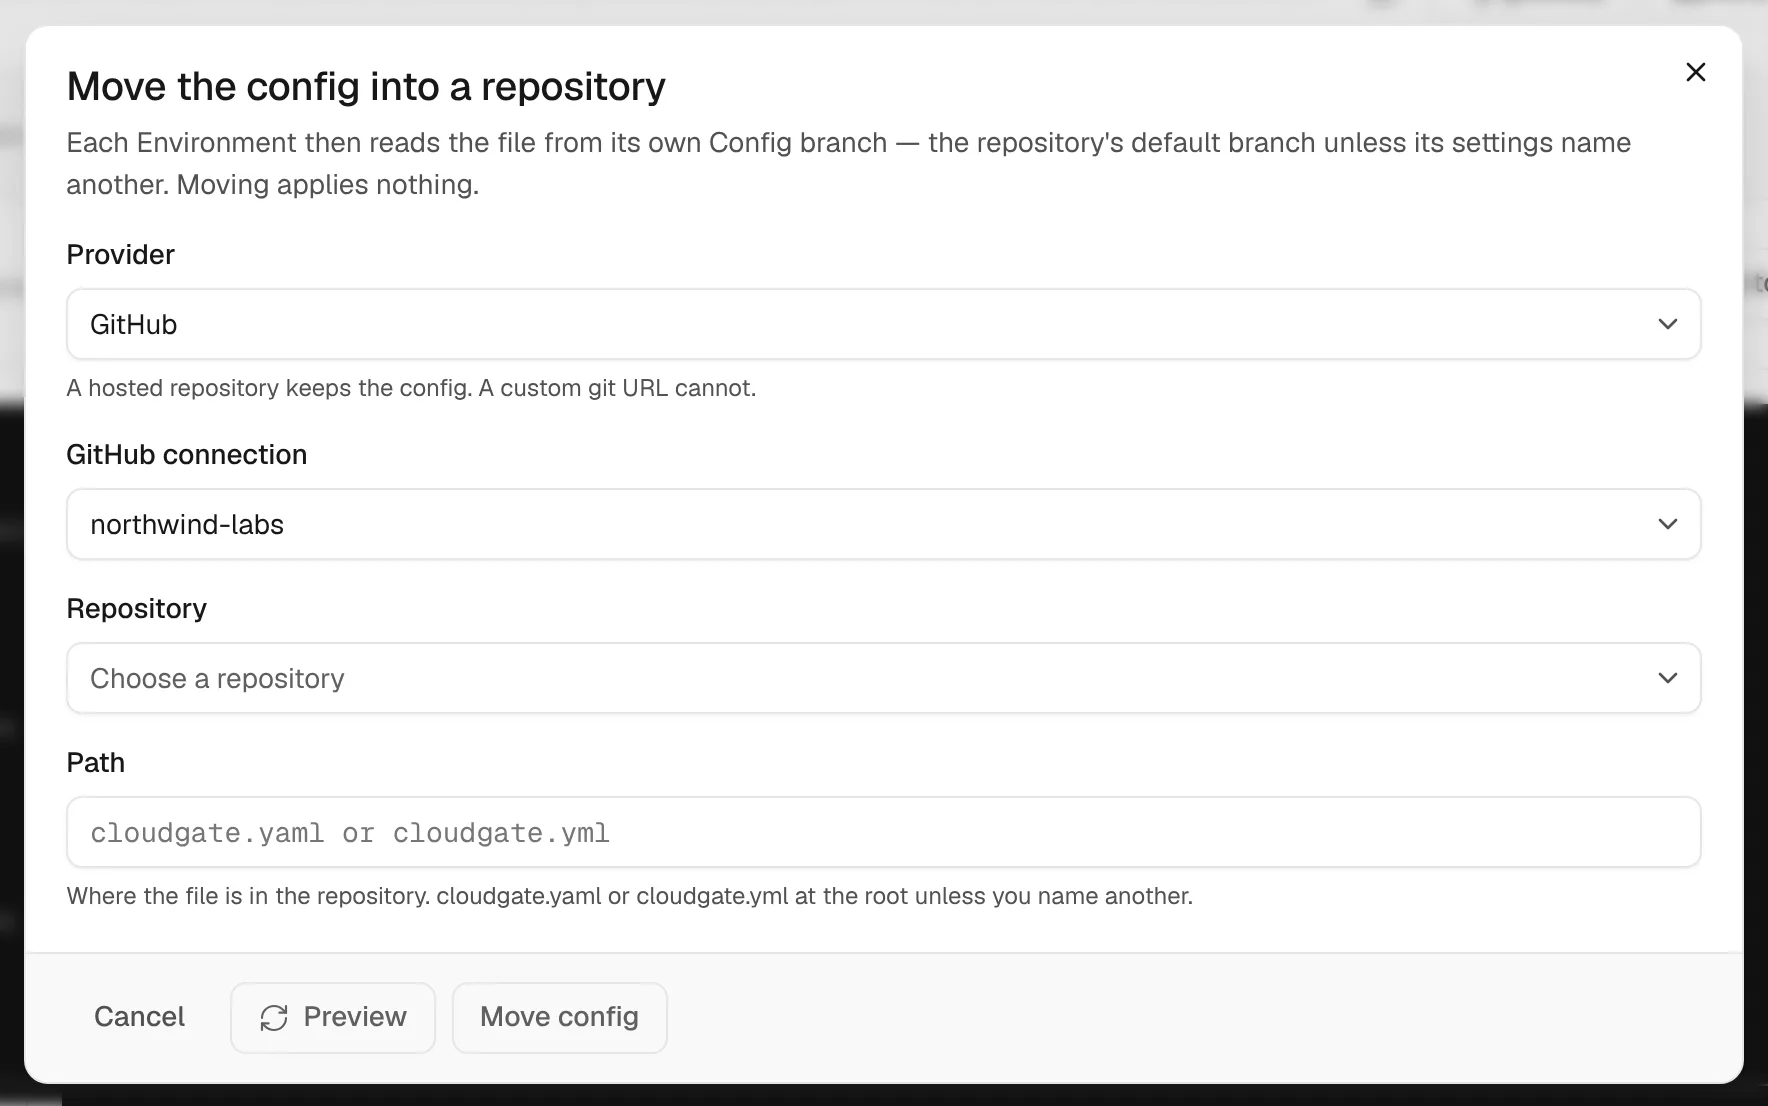 Move the config into a repository
Each Environment then reads the file from its own Config branch — the repository's default branch unless its settings name
another. Moving applies nothing.
Provider
GitHub
A hosted repository keeps the config. A custom git URL cannot.
GitHub connection
northwind-labs
Repository
Choose a repository
Path
cloudgate.yaml or cloudgate.yml
Where the file is in the repository. cloudgate.yaml or cloudgate.yml at the root unless you name another.
Cancel
Preview
Move config